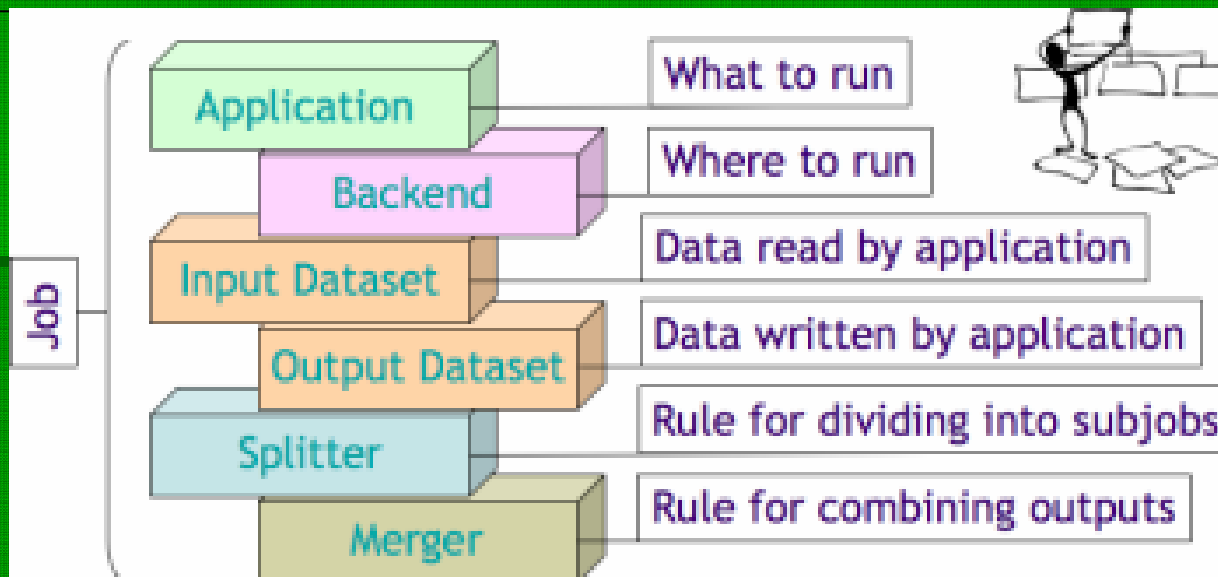 Job
Application
What to run
Backend
Where to run
Input Dataset
Data read by application
Output Dataset
Data written by application
Splitter
Rule for dividing into subjobs
Merger
Rule for combining outputs